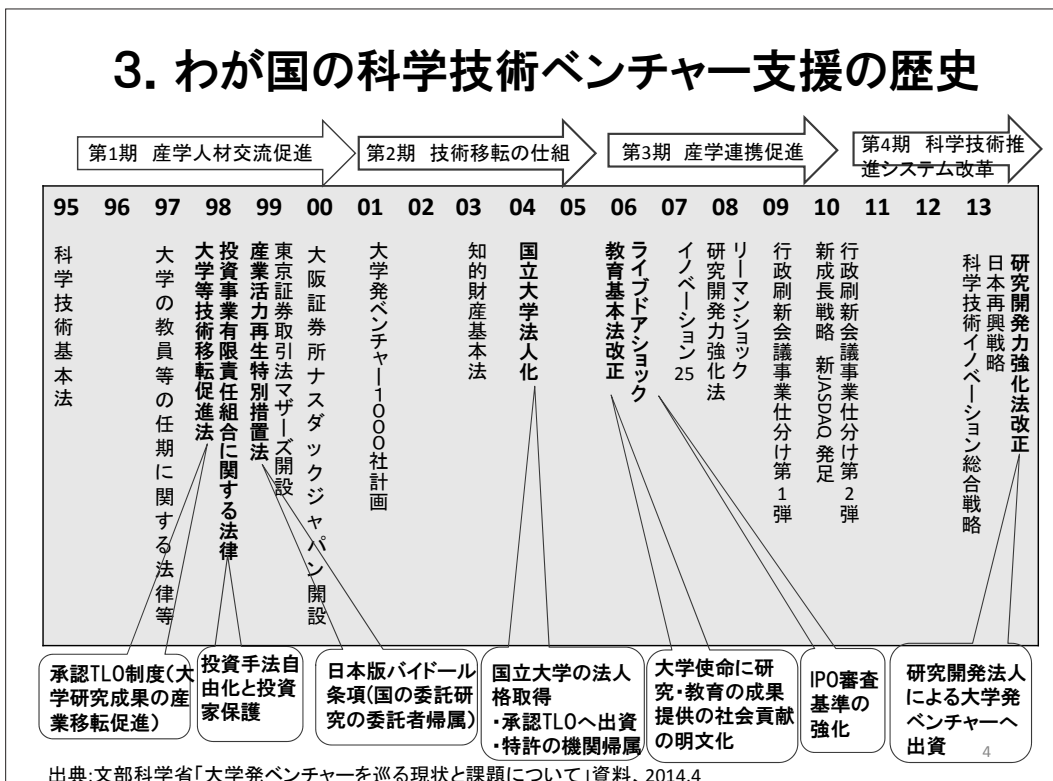 3. わが国の科学技術ベンチャー支援の歴史
第1期 産学人材交流促進
第2期 技術移転の仕組
第3期 産学連携促進
第4期 科学技術推
進システム改革
95 96 97 98 99 00 01 02 03 04 05 06 07 08 09 10 11 12 13
科学技術基本法
大学の教員等の任期に関する法律等
大学等技術移転促進法
投資事業有限責任組合に関する法律
産業活力再生特別措置法
東京証券取引法マザーズ開設
大阪証券所ナスダックジャパン開設
大学発ベンチャー1000社計画
知的財産基本法
国立大学法人化
教育基本法改正
ライブドアショック
イノベーション25
研究開発力強化法
リーマンショック
行政刷新会議事業仕分け第1弾
新成長戦略 新JASDAQ発足
行政刷新会議事業仕分け第2弾
科学技術イノベーション総合戦略
日本再興戦略
研究開発力強化法改正
承認TLO制度(大
学研究成果の産
業移転促進)
投資手法自
由化と投資
家保護
日本版バイドール
条項(国の委託研
究の委託者帰属)
国立大学の法人
格取得
・承認TLOへ出資
・特許の機関帰属
大学使命に研
究・教育の成果
提供の社会貢献
の明文化
IPO審査
基準の
強化
研究開発法人
による大学発
ベンチャーへ
出資
4
出典:文部科学省「大学発ベンチャーを巡る現状と課題について」資料、2014.4